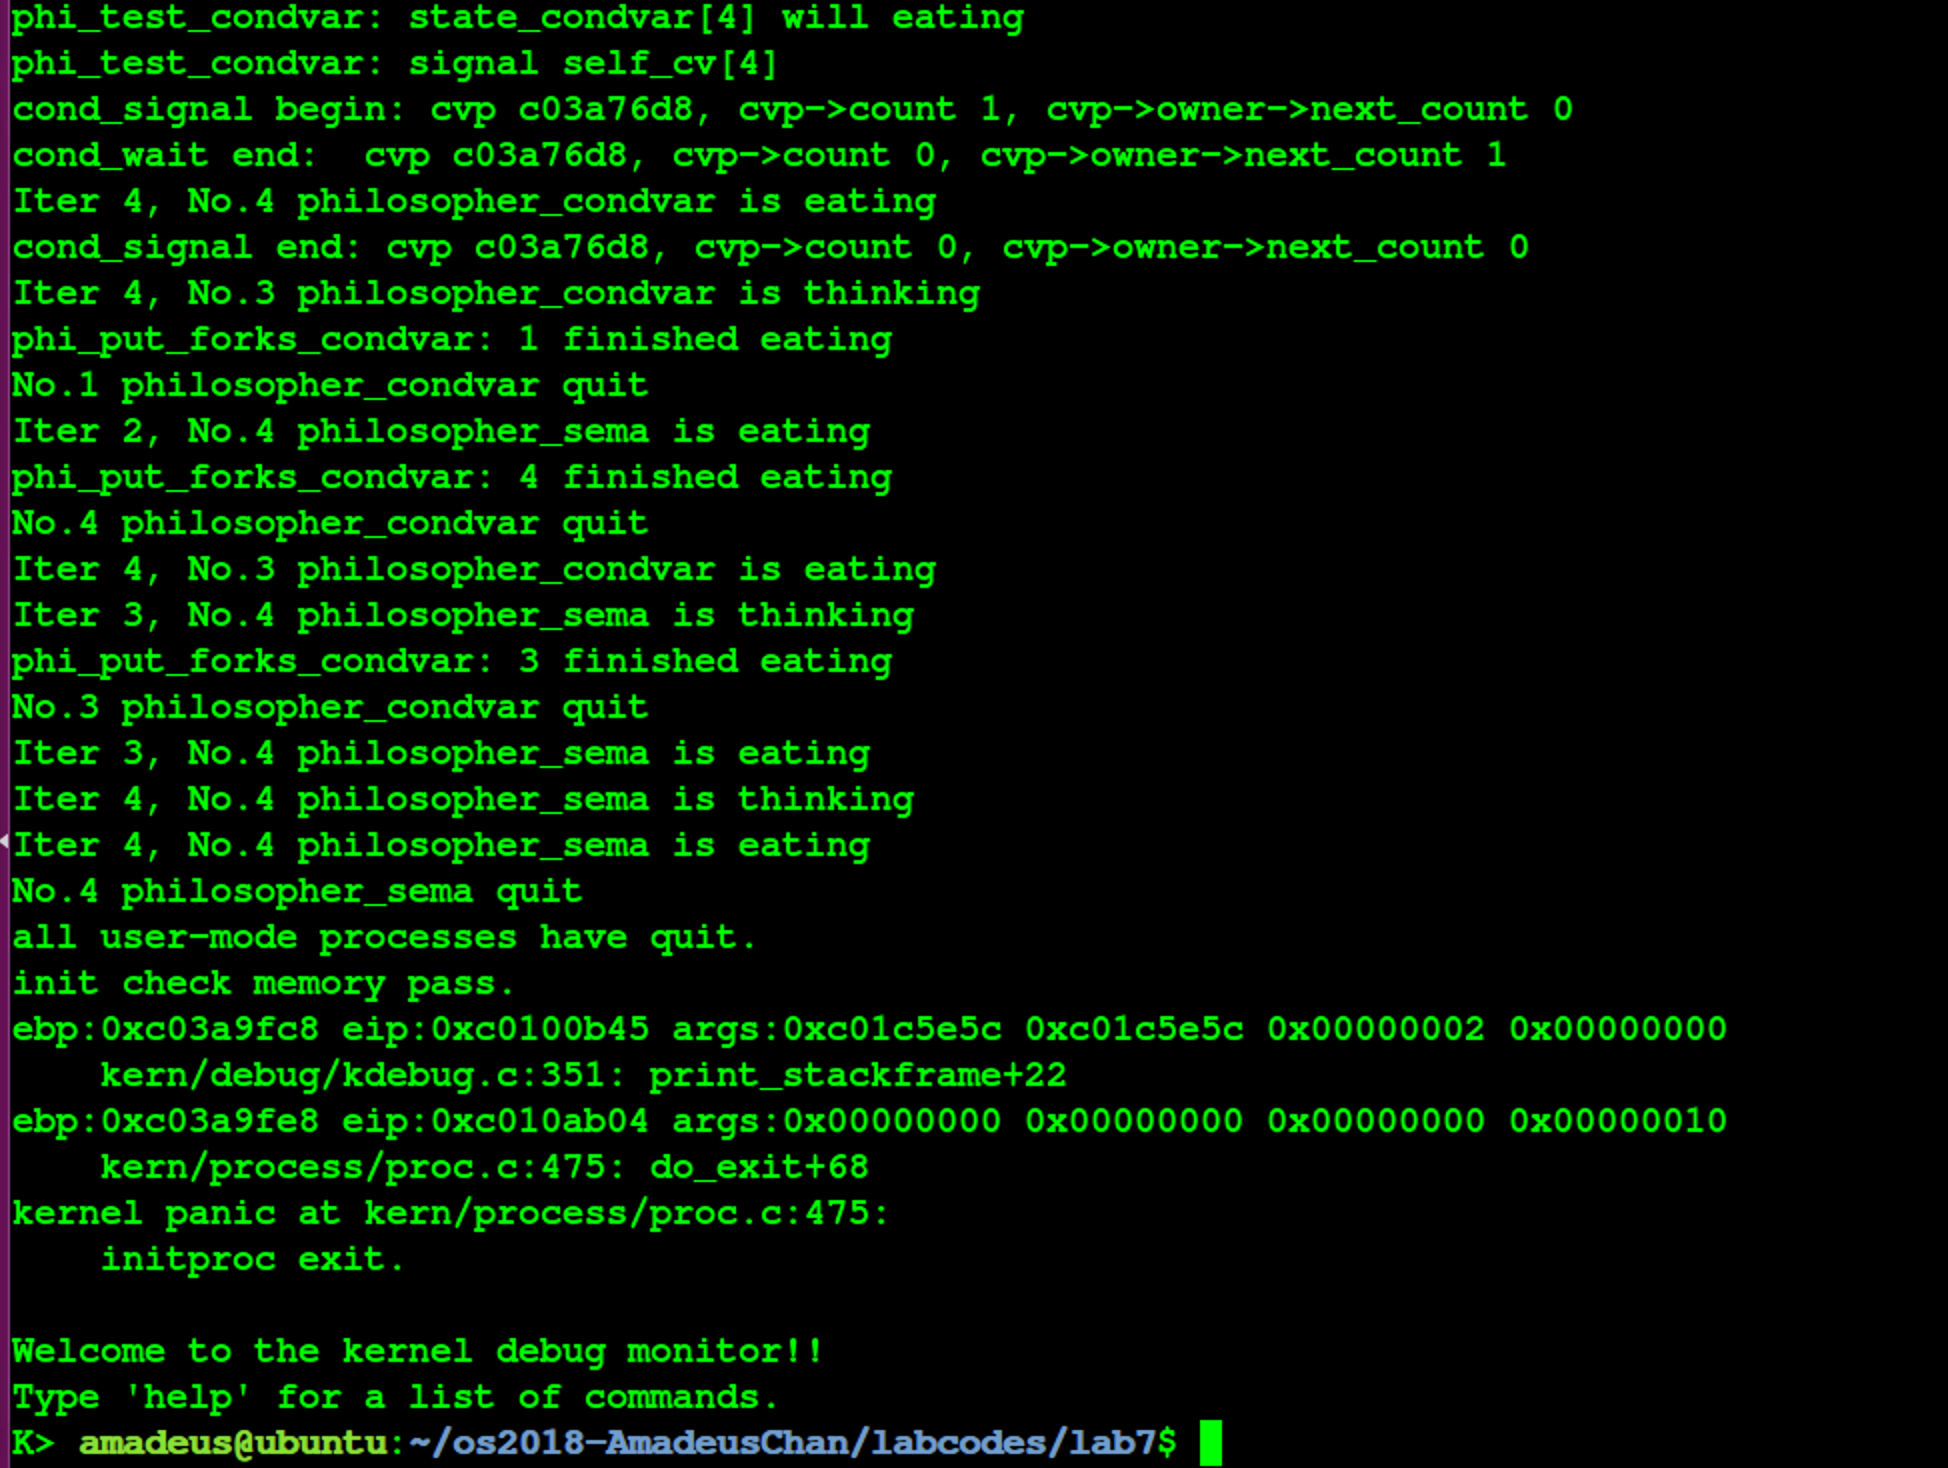 phi_test_condvar: state_condvar[4] will eating
phi_test_condvar: signal self_cv[4]
cond_signal begin: cvp c03a76d8, cvp->count 1, cvp->owner->next_count 0
cond_wait end:  cvp c03a76d8, cvp->count 0, cvp->owner->next_count 1
Iter 4, No.4 philosopher_condvar is eating
cond_signal end: cvp c03a76d8, cvp->count 0, cvp->owner->next_count 0
Iter 4, No.3 philosopher_condvar is thinking
phi_put_forks_condvar: 1 finished eating
No.1 philosopher_condvar quit
Iter 2, No.4 philosopher_sema is eating
phi_put_forks_condvar: 4 finished eating
No.4 philosopher_condvar quit
Iter 4, No.3 philosopher_condvar is eating
Iter 3, No.4 philosopher_sema is thinking
phi_put_forks_condvar: 3 finished eating
No.3 philosopher_condvar quit
Iter 3, No.4 philosopher_sema is eating
Iter 4, No.4 philosopher_sema is thinking
Iter 4, No.4 philosopher_sema is eating
No.4 philosopher_sema quit
all user-mode processes have quit.
init check memory pass.
ebp:0xc03a9fc8 eip:0xc0100b45 args:0xc01c5e5c 0xc01c5e5c 0x00000002 0x00000000
    kern/debug/kdebug.c:351: print_stackframe+22
ebp:0xc03a9fe8 eip:0xc010ab04 args:0x00000000 0x00000000 0x00000000 0x00000010
    kern/process/proc.c:475: do_exit+68
kernel panic at kern/process/proc.c:475:
    initproc exit.

Welcome to the kernel debug monitor!!
Type 'help' for a list of commands.
K> amadeus@ubuntu:~/os2018-AmadeusChan/labcodes/lab7$